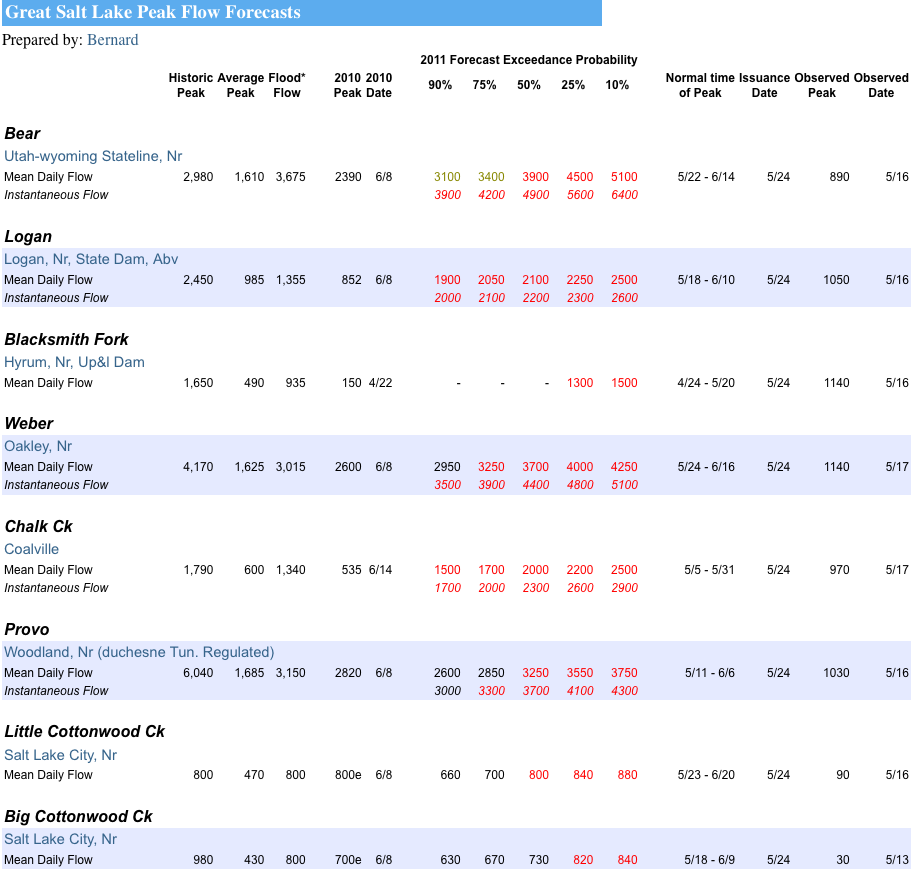 Great Salt Lake Peak Flow Forecasts
Prepared by: Bernard
2011 Forecast Exceedance Probability
Historic Average Flood* 2010 2010 90% 75% 50% 25% 10% Normal time Issuance Observed Observed
Peak Peak Flow Peak Date of Peak Date Peak Date
Bear
Utah-wyoming Stateline, Nr
Mean Daily Flow 2,980 1,610 3,675 2390 6/8 3100 3400 3900 4500 5100 5/22 - 6/14 5/24 890 5/16
Instantaneous Flow 3900 4200 4900 5600 6400
Logan
Logan, Nr, State Dam, Abv
Mean Daily Flow 2,450 985 1,355 852 6/8 1900 2050 2100 2250 2500 5/18 - 6/10 5/24 1050 5/16
Instantaneous Flow 2000 2100 2200 2300 2600
Blacksmith Fork
Hyrum, Nr, Up&l Dam
Mean Daily Flow 1,650 490 935 150 4/22 - - - 1300 1500 4/24 - 5/20 5/24 1140 5/16
Weber
Oakley, Nr
Mean Daily Flow 4,170 1,625 3,015 2600 6/8 2950 3250 3700 4000 4250 5/24 - 6/16 5/24 1140 5/17
Instantaneous Flow 3500 3900 4400 4800 5100
Chalk Ck
Coalville
Mean Daily Flow 1,790 600 1,340 535 6/14 1500 1700 2000 2200 2500 5/5 - 5/31 5/24 970 5/17
Instantaneous Flow 1700 2000 2300 2600 2900
Provo
Woodland, Nr (duchesne Tun. Regulated)
Mean Daily Flow 6,040 1,685 3,150 2820 6/8 2600 2850 3250 3550 3750 5/11 - 6/6 5/24 1030 5/16
Instantaneous Flow 3000 3300 3700 4100 4300
Little Cottonwood Ck
Salt Lake City, Nr
Mean Daily Flow 800 470 800 800e 6/8 660 700 800 840 880 5/23 - 6/20 5/24 90 5/16
Big Cottonwood Ck
Salt Lake City, Nr
Mean Daily Flow 980 430 800 700e 6/8 630 670 730 820 840 5/18 - 6/9 5/24 30 5/13